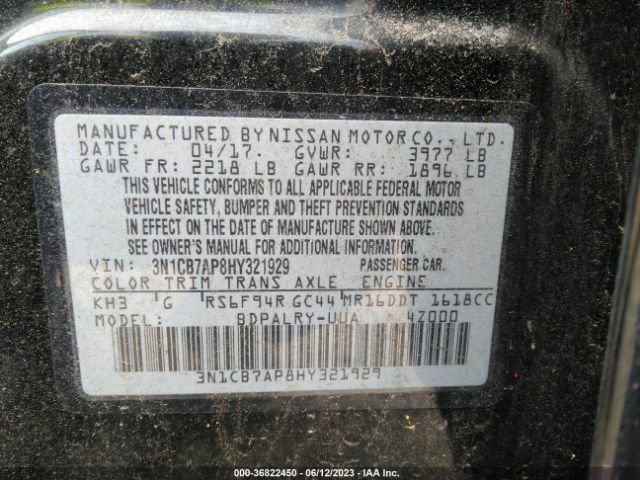 MANUFACTURED BY NISSAN MOTOR CO., LTD.
DATE: 04/17. GVWR: 3977 LB
GAWR FR: 2218 LB GAWR RR: 1896 LB
THIS VEHICLE CONFORMS TO ALL APPLICABLE FEDERAL MOTOR
VEHICLE SAFETY, BUMPER AND THEFT PREVENTION STANDARDS
IN EFFECT ON THE DATE OF MANUFACTURE SHOWN ABOVE.
SEE OWNER'S MANUAL FOR ADDITIONAL INFORMATION.
VIN: 3N1CB7AP8HY321929 PASSENGER CAR.
COLOR TRIM TRANS AXLE ENGINE
KH3 G RS6F94R GC44 MR16DDT 1618CC
MODEL BDPALRY-UUA 4Z000
3N1CB7AP8HY321929
000-36822450 - 06/12/2023 - IAA Inc.